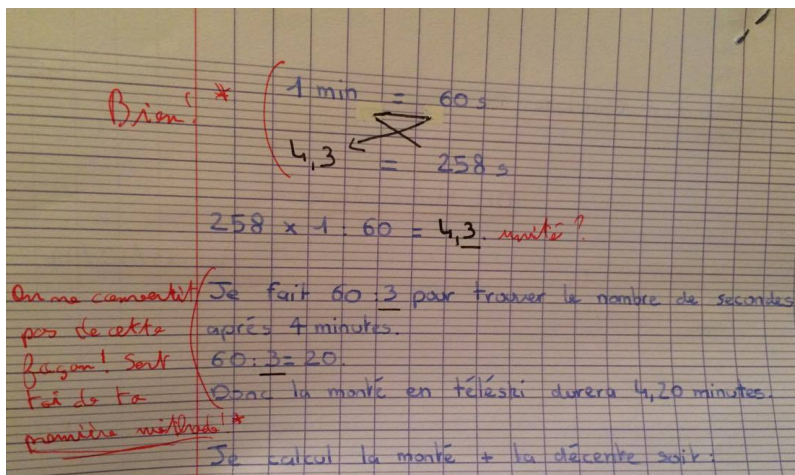 Bien! *
1 min = 60 s
4,3 = 258 s
258 x 1 : 60 = 4,3. unité?
On ne convertit
pas de cette
façon! Sert
toi de ta
première méthode *
Je fait 60 : 3 pour trouver le nombre de secondes
aprés 4 minutes.
60 : 3 = 20.
Donc la monté en téléski durera 4,20 minutes.
Je calcul la monté + la décente soit :